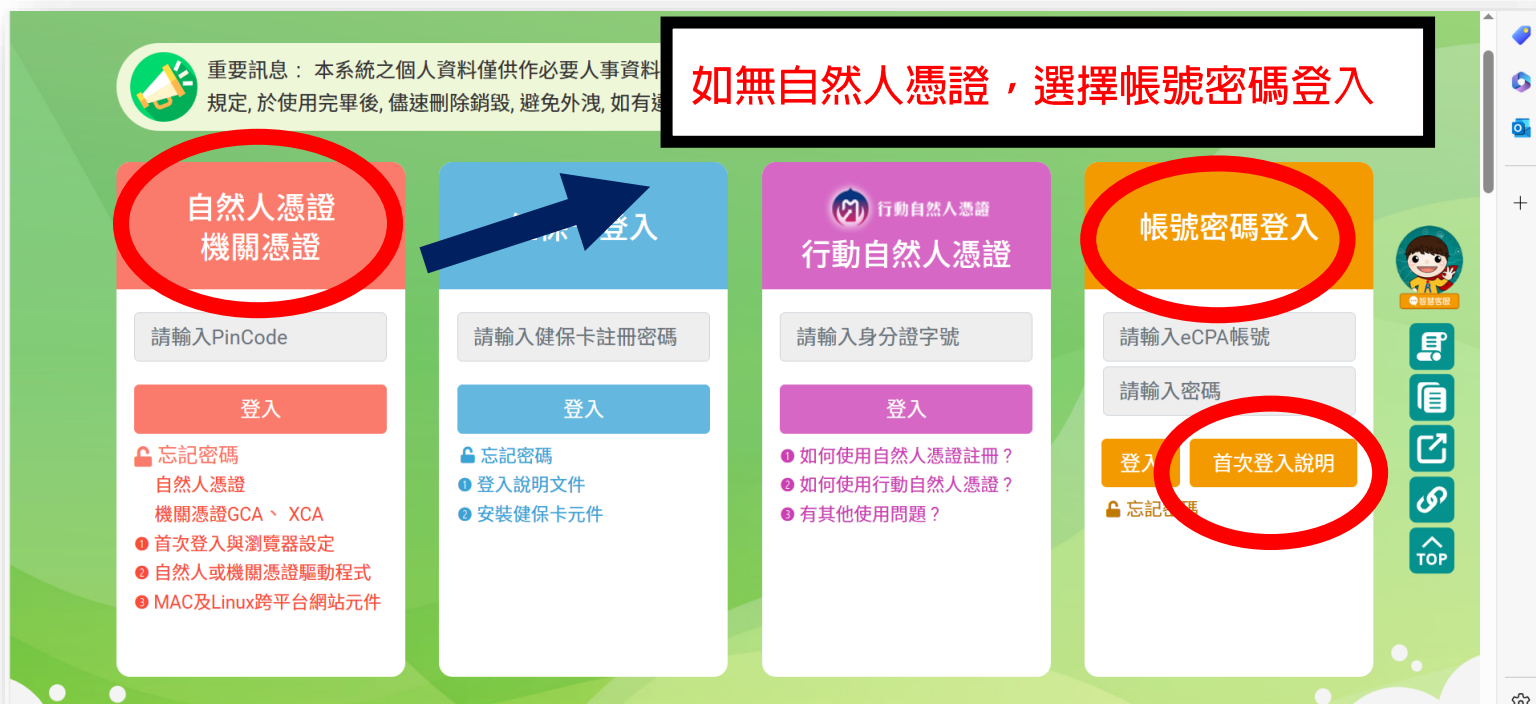 重要訊息： 本系統之個人資料僅供作必要人事資料
規定, 於使用完畢後, 儘速刪除銷毀, 避免外洩, 如有
如無自然人憑證，選擇帳號密碼登入
自然人憑證
機關憑證
請輸入PinCode
登入
忘記密碼
自然人憑證
機關憑證GCA、 XCA
❶ 首次登入與瀏覽器設定
❷ 自然人或機關憑證驅動程式
❸ MAC及Linux跨平台網站元件
登入
請輸入健保卡註冊密碼
登入
忘記密碼
❶ 登入說明文件
❷ 安裝健保卡元件
行動自然人憑證
行動自然人憑證
請輸入身分證字號
登入
❶ 如何使用自然人憑證註冊？
❷ 如何使用行動自然人憑證？
❸ 有其他使用問題？
帳號密碼登入
請輸入eCPA帳號
請輸入密碼
登入
首次登入說明
忘記密碼
智慧客服
TOP